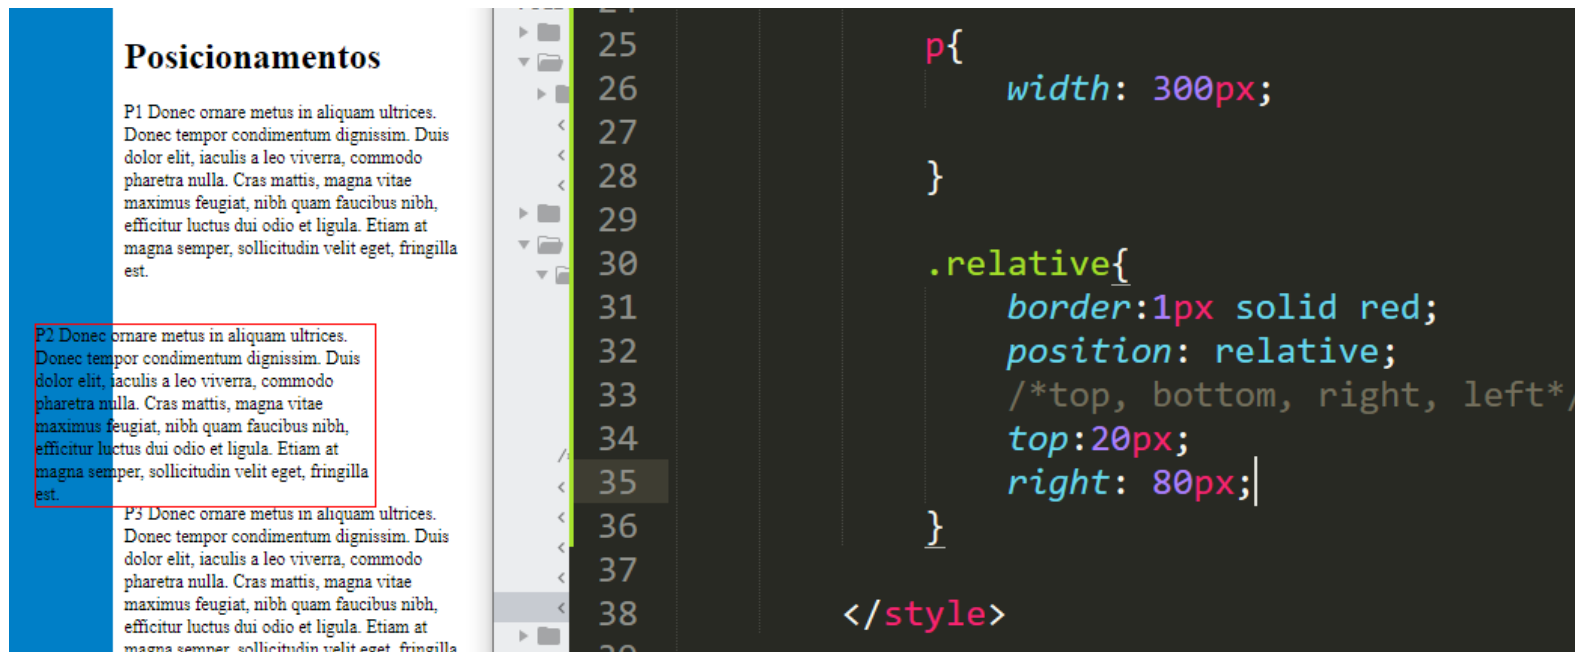 Posicionamentos
P1 Donec ornare metus in aliquam ultrices.
Donec tempor condimentum dignissim. Duis
dolor elit, iaculis a leo viverra, commodo
pharetra nulla. Cras mattis, magna vitae
maximus feugiat, nibh quam faucibus nibh,
efficitur luctus dui odio et ligula. Etiam at
magna semper, sollicitudin velit eget, fringilla
est.
P2 Donec ornare metus in aliquam ultrices.
Donec tempor condimentum dignissim. Duis
dolor elit, iaculis a leo viverra, commodo
pharetra nulla. Cras mattis, magna vitae
maximus feugiat, nibh quam faucibus nibh,
efficitur luctus dui odio et ligula. Etiam at
magna semper, sollicitudin velit eget, fringilla
est.
P3 Donec ornare metus in aliquam ultrices.
Donec tempor condimentum dignissim. Duis
dolor elit, iaculis a leo viverra, commodo
pharetra nulla. Cras mattis, magna vitae
maximus feugiat, nibh quam faucibus nibh,
efficitur luctus dui odio et ligula. Etiam at
magna semper, sollicitudin velit eget, fringilla
25 p{
26 width: 300px;
27
28 }
29
30 .relative{
31 border:1px solid red;
32 position: relative;
33 /*top, bottom, right, left*/
34 top:20px;
35 right: 80px;
36 }
37
38 </style>